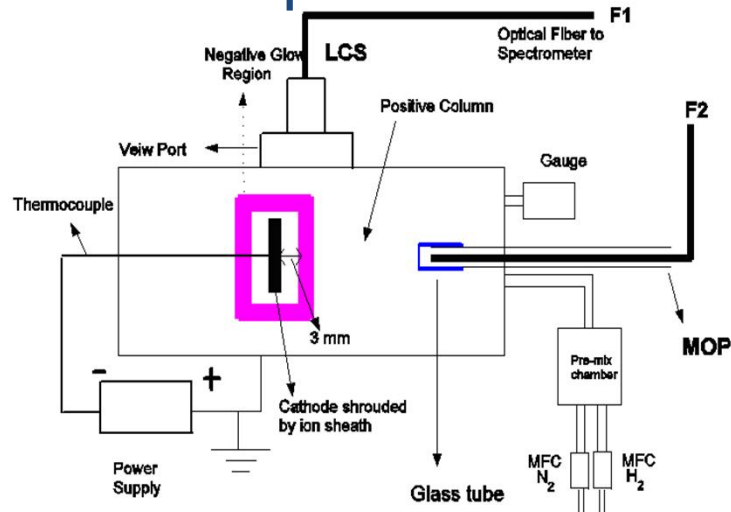 F1
Optical Fiber to
Spectrometer
Negative Glow
Region
LCS
Positive Column
F2
Veiw Port
Gauge
Thermocouple
3 mm
MOP
Pre-mix
chamber
-
+
Cathode shrouded
by ion sheath
Power
Supply
Glass tube
MFC
N2
MFC
H2